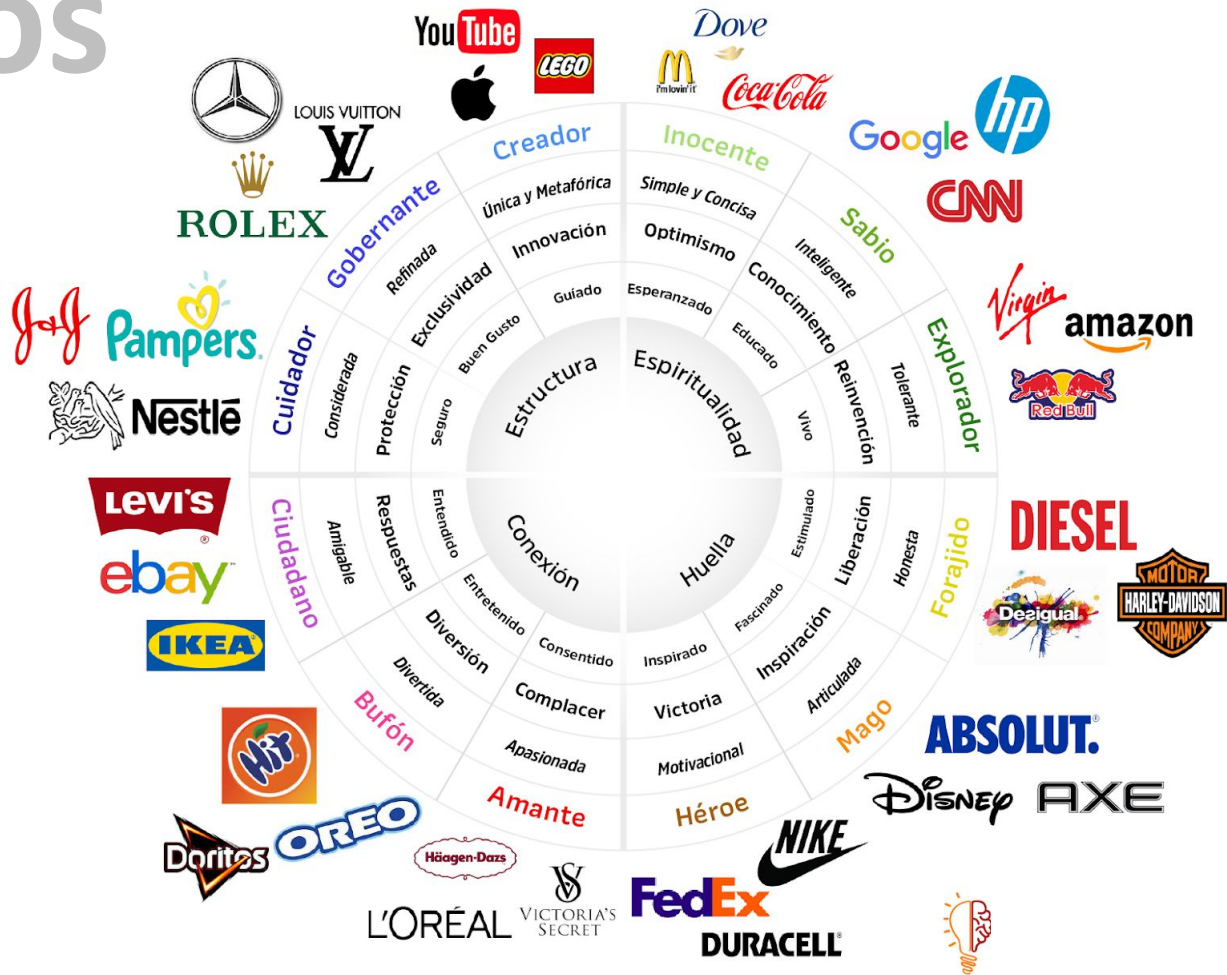 os
YouTube
LEGO
Dove
M
i'm lovin' it
Coca-Cola
hp
Google
CNN
LOUIS VUITTON
LV
ROLEX
J&J
Pampers.
Nestlé
LEVI'S
®
ebay™
IKEA®
Hit
Doritos
OREO
Häagen-Dazs
L'ORÉAL
VS
VICTORIA'S
SECRET
FedEx
NIKE
DURACELL®
ABSOLUT.®
DISNEY
AXE
DIESEL
Desigual.
MOTOR
HARLEY-DAVIDSON
COMPANY
Virgin
amazon
Red Bull
Creador
Única y Metafórica
Innovación
Guiado
Inocente
Simple y Concisa
Optimismo
Esperanzado
Sabio
Inteligente
Conocimiento
Educado
Explorador
Tolerante
Reinvención
Vivo
Forajido
Honesta
Liberación
Estimulado
Mago
Articulada
Inspiración
Fascinado
Héroe
Motivacional
Victoria
Inspirado
Amante
Apasionada
Complacer
Consentido
Bufón
Divertida
Diversión
Entretenido
Ciudadano
Amigable
Respuestas
Entendido
Cuidador
Considerada
Protección
Seguro
Gobernante
Refinada
Exclusividad
Buen Gusto
Estructura
Espiritualidad
Huella
Conexión